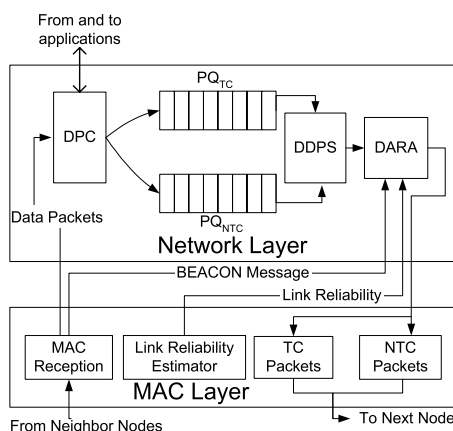 From and to
applications
PQTC
DPC
DDPS
DARA
Data Packets
PQNTC
Network Layer
BEACON Message
Link Reliability
MAC
Reception
Link Reliability
Estimator
TC
Packets
NTC
Packets
MAC Layer
From Neighbor Nodes
To Next Node